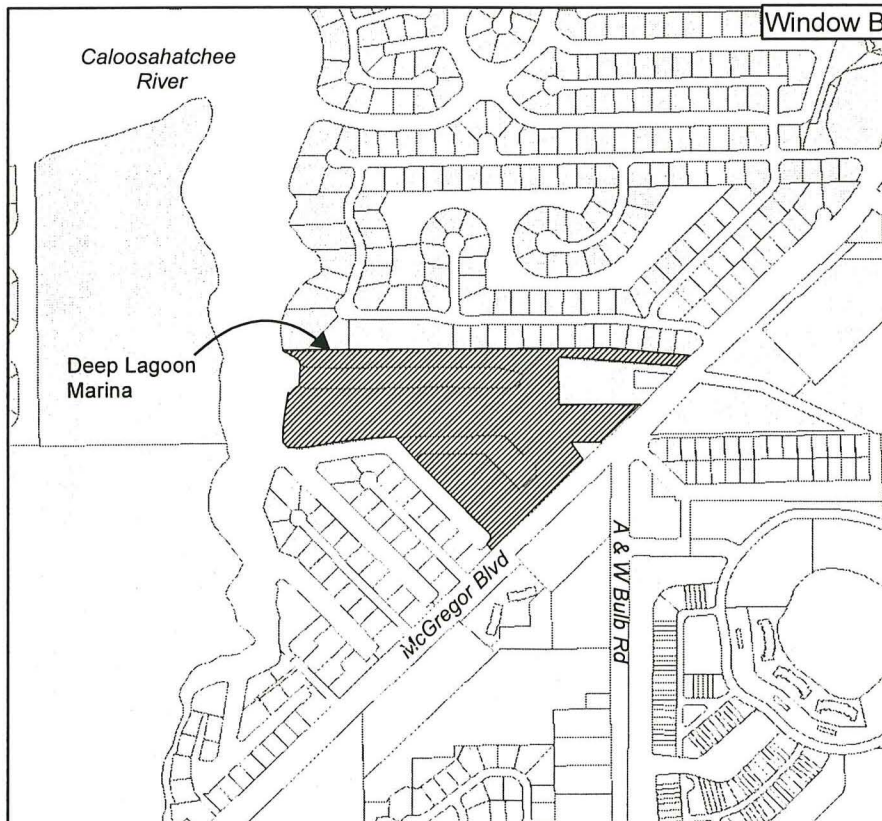 Window B
Caloosahatchee
River
Deep Lagoon
Marina
McGregor Blvd
A & W Bulb Rd